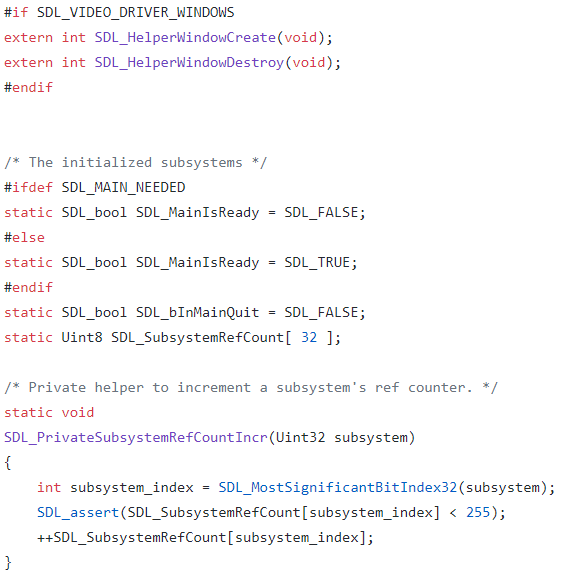 #if SDL_VIDEO_DRIVER_WINDOWS
extern int SDL_HelperWindowCreate(void);
extern int SDL_HelperWindowDestroy(void);
#endif
/* The initialized subsystems */
#ifdef SDL_MAIN_NEEDED
static SDL_bool SDL_MainIsReady = SDL_FALSE;
#else
static SDL_bool SDL_MainIsReady = SDL_TRUE;
#endif
static SDL_bool SDL_bInMainQuit = SDL_FALSE;
static Uint8 SDL_SubsystemRefCount[ 32 ];
/* Private helper to increment a subsystem's ref counter. */
static void
SDL_PrivateSubsystemRefCountIncr(Uint32 subsystem)
{
    int subsystem_index = SDL_MostSignificantBitIndex32(subsystem);
    SDL_assert(SDL_SubsystemRefCount[subsystem_index] < 255);
    ++SDL_SubsystemRefCount[subsystem_index];
}